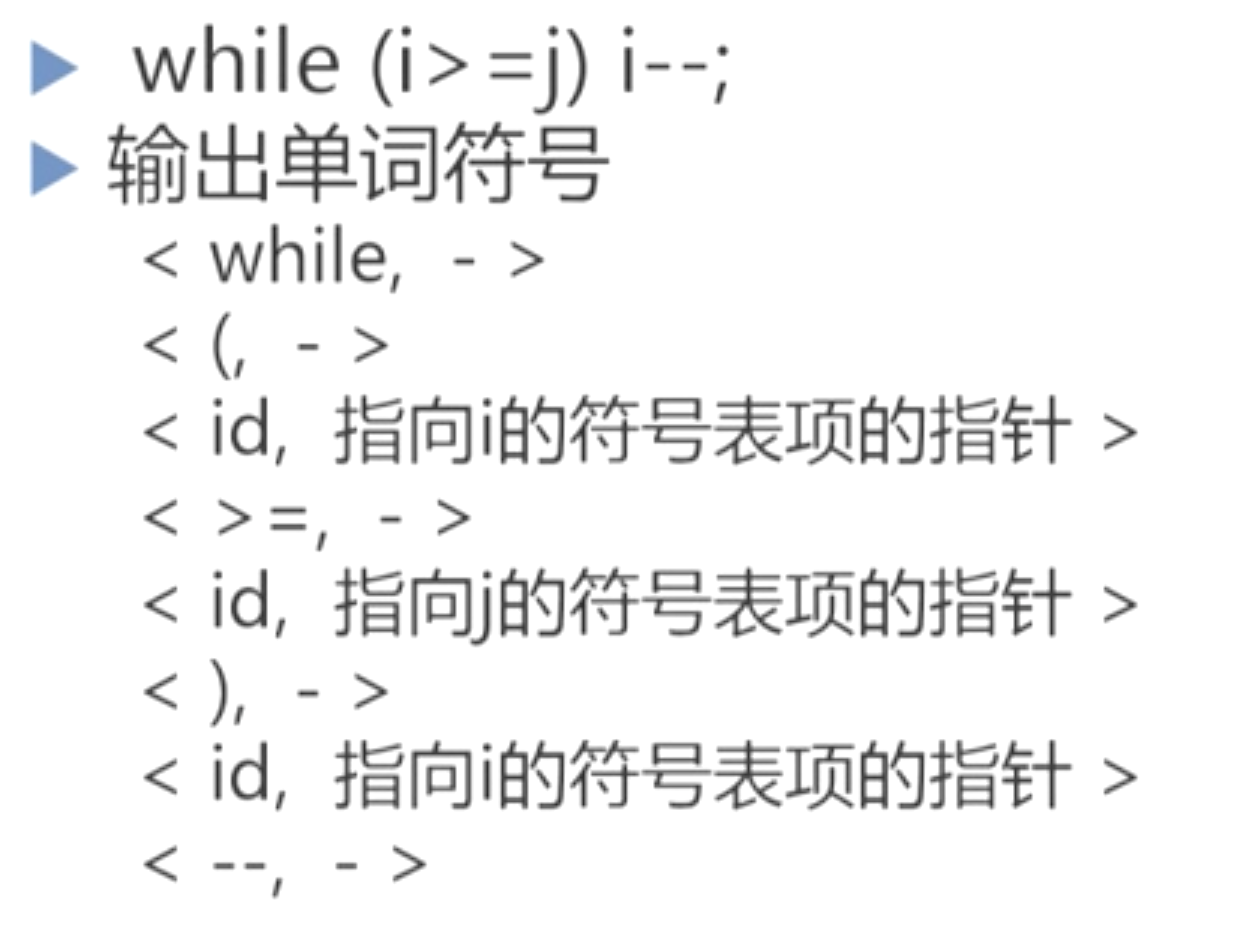 while (i>=j) i--;
输出单词符号
< while, - >
< (, - >
< id, 指向i的符号表项的指针 >
< >=, - >
< id, 指向j的符号表项的指针 >
< ), - >
< id, 指向i的符号表项的指针 >
< --, - >